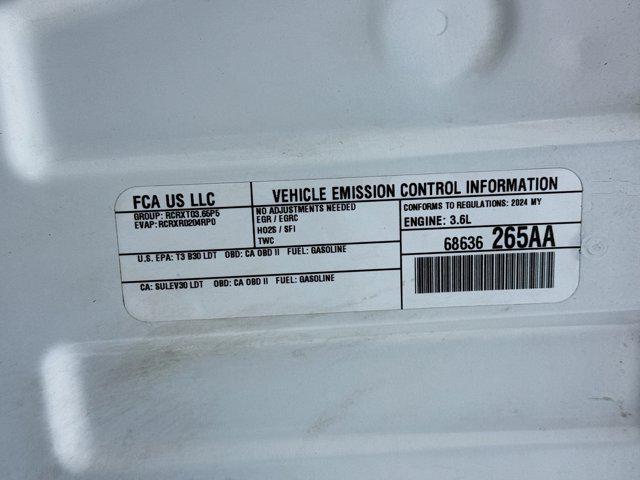 FCA US LLC
GROUP: RCRXT03.65P5
EVAP: RCRXR0204RP0
VEHICLE EMISSION CONTROL INFORMATION
NO ADJUSTMENTS NEEDED
EGR / EGRC
HO2S / SFI
TWC
CONFORMS TO REGULATIONS: 2024 MY
ENGINE: 3.6L
68636 265AA
U.S. EPA: T3 B30 LDT OBD: CA OBD II FUEL: GASOLINE
CA: SULEV30 LDT OBD: CA OBD II FUEL: GASOLINE